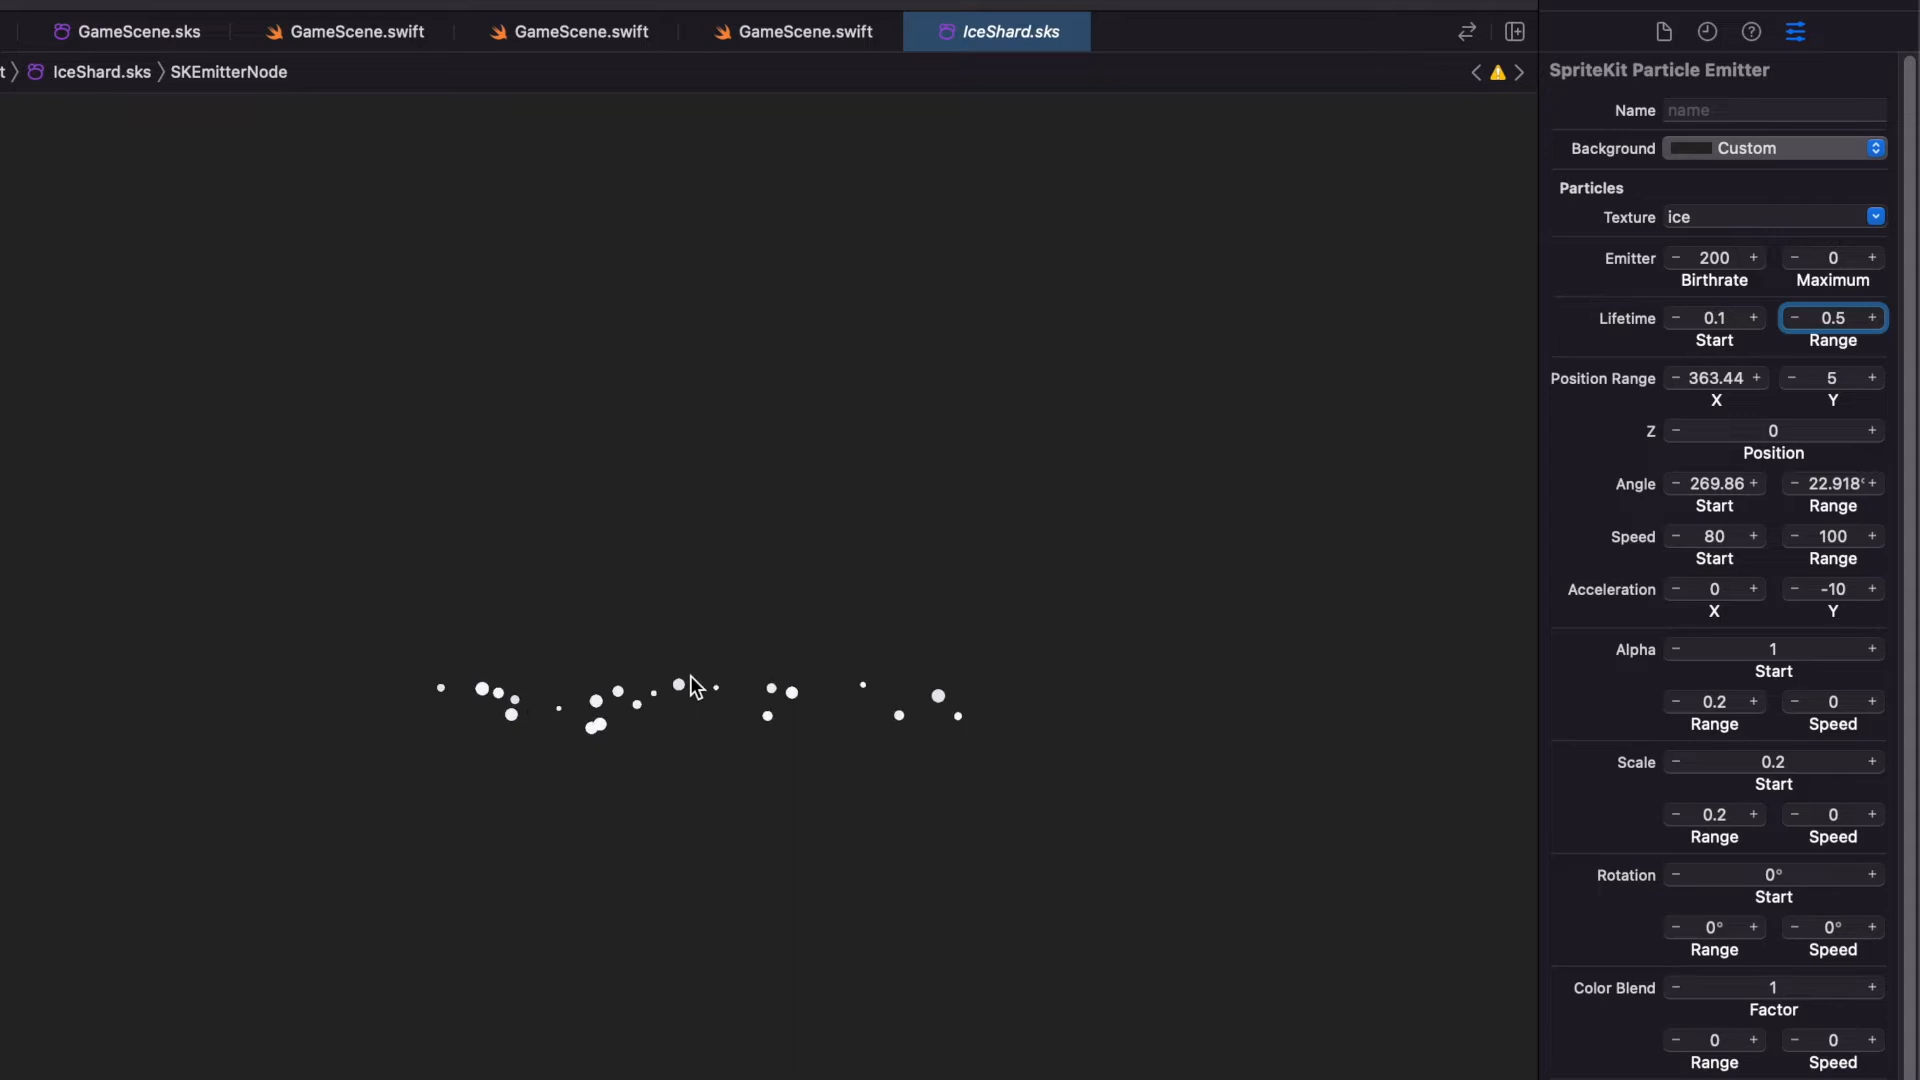 GameScene.sks
GameScene.swift
GameScene.swift
GameScene.swift
IceShard.sks
t
IceShard.sks
SKEmitterNode
SpriteKit Particle Emitter
Name name
Background Custom
Particles
Texture ice
Emitter − 200 + − 0 +
Birthrate Maximum
Lifetime − 0.1 + − 0.5 +
Start Range
Position Range − 363.44 + − 5 +
X Y
Z − 0 +
Position
Angle − 269.86 + − 22.918° +
Start Range
Speed − 80 + − 100 +
Start Range
Acceleration − 0 + − -10 +
X Y
Alpha − 1 +
Start
− 0.2 + − 0 +
Range Speed
Scale − 0.2 +
Start
− 0.2 + − 0 +
Range Speed
Rotation − 0° +
Start
− 0° + − 0° +
Range Speed
Color Blend − 1 +
Factor
− 0 + − 0 +
Range Speed